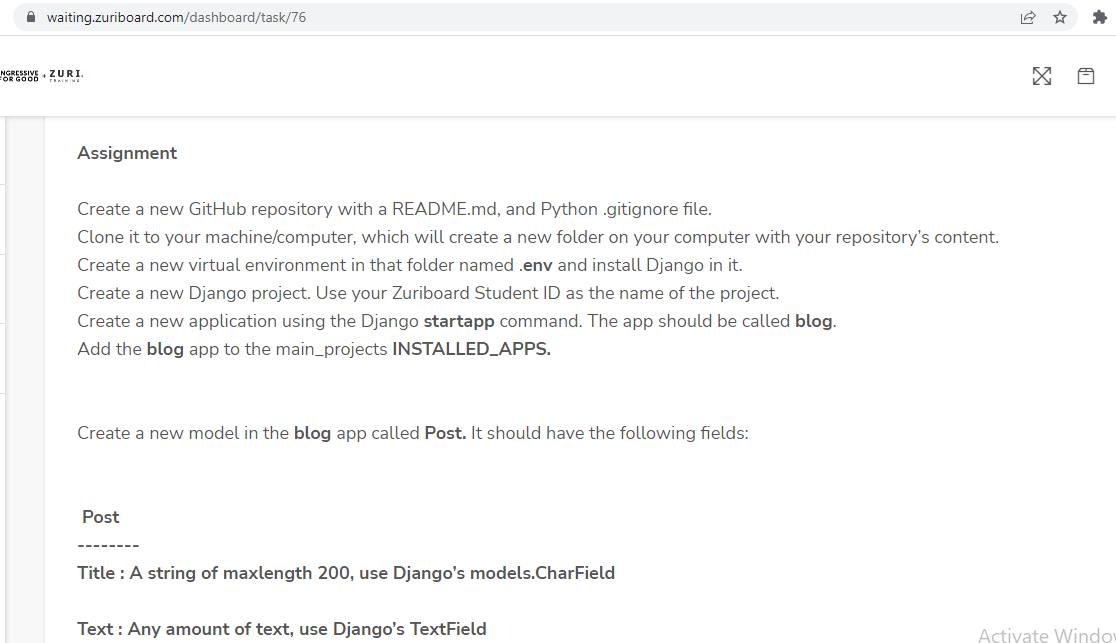 waiting.zuriboard.com/dashboard/task/76
NGRESSIVE
FOR GOOD + ZURI.
TRAINING
Assignment
Create a new GitHub repository with a README.md, and Python .gitignore file.
Clone it to your machine/computer, which will create a new folder on your computer with your repository’s content.
Create a new virtual environment in that folder named .env and install Django in it.
Create a new Django project. Use your Zuriboard Student ID as the name of the project.
Create a new application using the Django startapp command. The app should be called blog.
Add the blog app to the main_projects INSTALLED_APPS.
Create a new model in the blog app called Post. It should have the following fields:
Post
--------
Title : A string of maxlength 200, use Django’s models.CharField
Text : Any amount of text, use Django’s TextField
Activate Windo